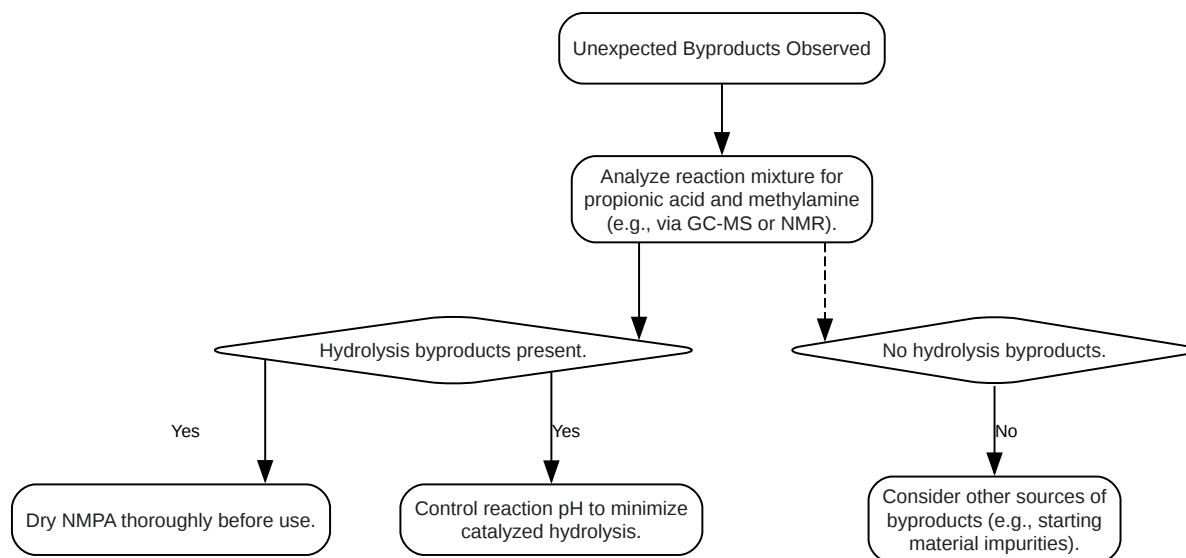 Unexpected Byproducts Observed
Analyze reaction mixture for
propionic acid and methylamine
(e.g., via GC-MS or NMR).
Hydrolysis byproducts present.
No hydrolysis byproducts.
Yes
Yes
No
Dry NMPA thoroughly before use.
Control reaction pH to minimize
catalyzed hydrolysis.
Consider other sources of
byproducts (e.g., starting
material impurities).